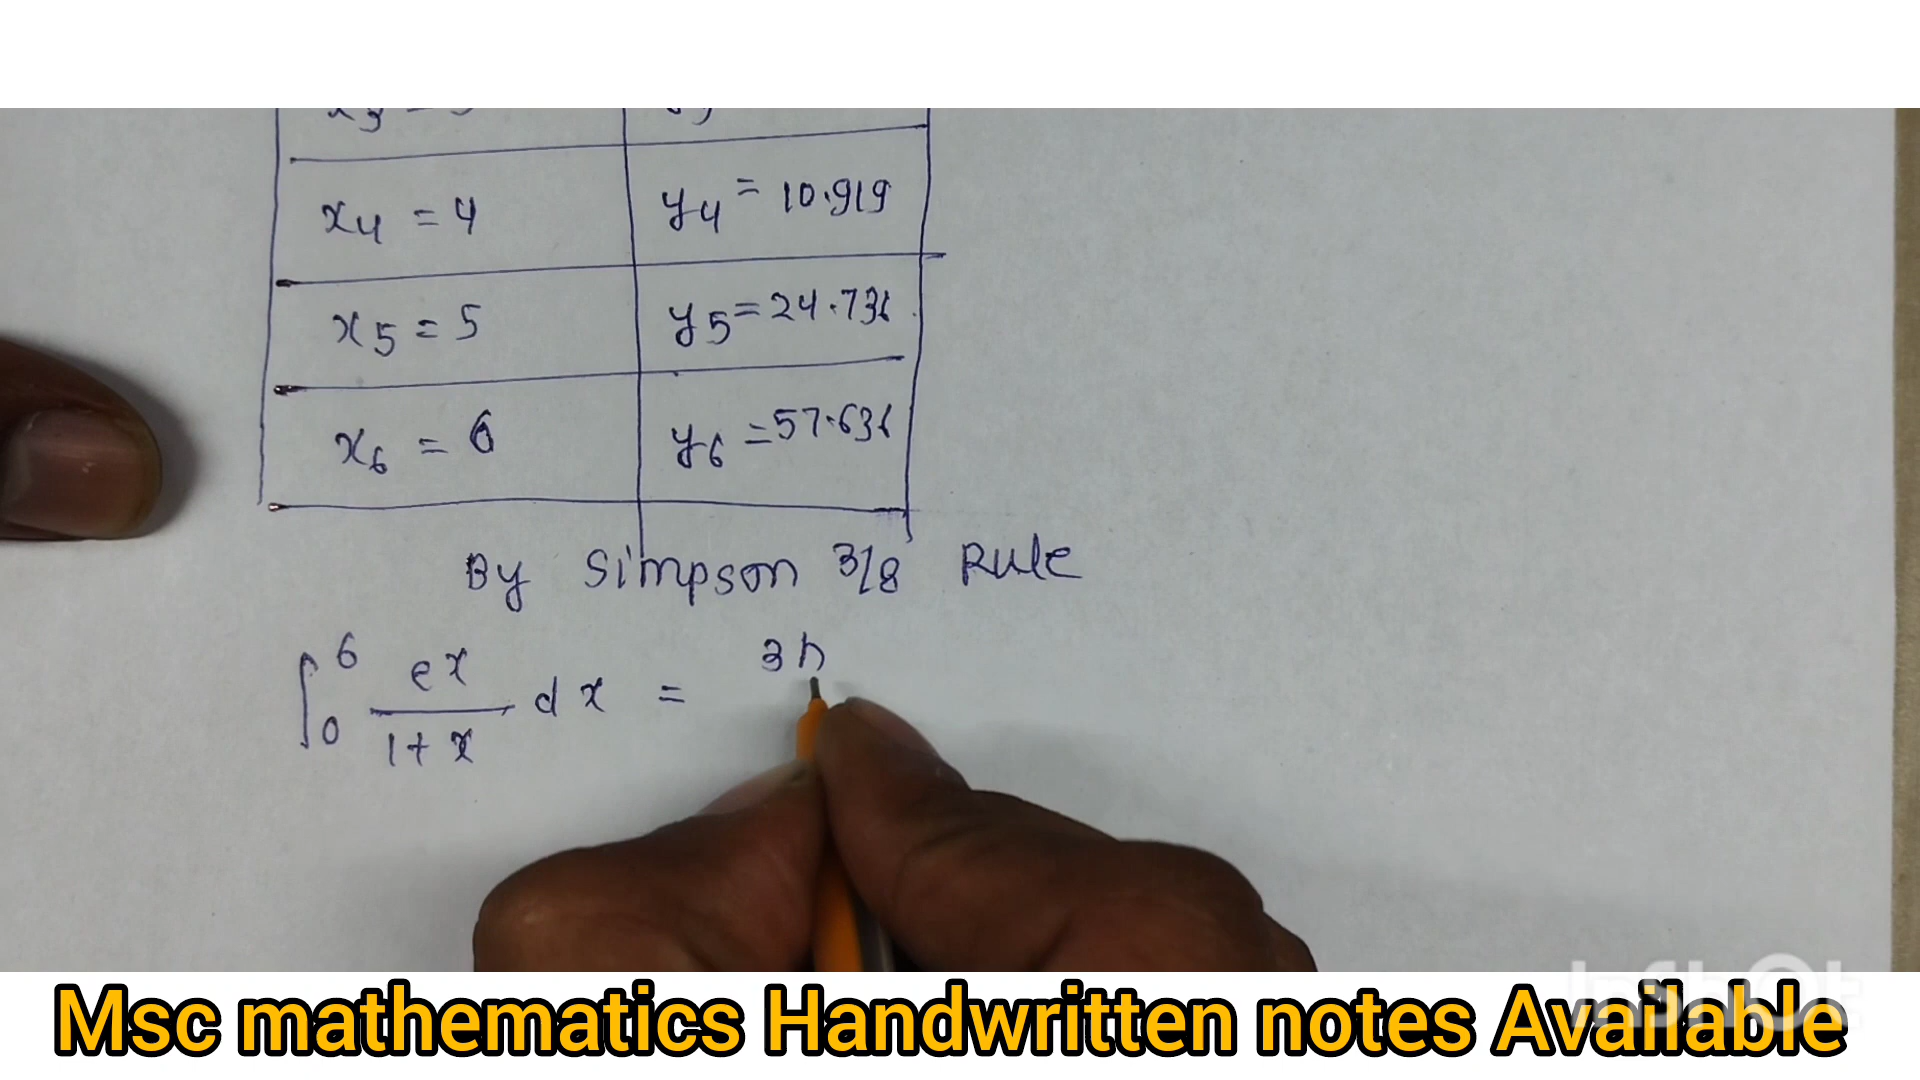 x4 = 4 y4 = 10.919
x5 = 5 y5 = 24.736
x6 = 6 y6 = 57.636
By Simpson 3/8 Rule
∫₀⁶ eˣ/(1+x) dx = 3h
Msc mathematics Handwritten notes Available
InShOt